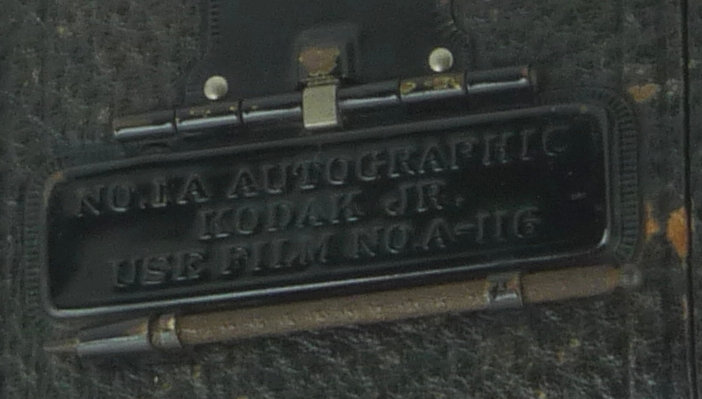 NO.1A AUTOGRAPHIC
KODAK JR.
USE FILM NO.A-116